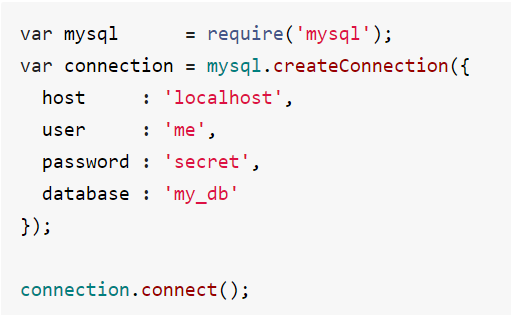 var mysql      = require('mysql');
var connection = mysql.createConnection({
  host     : 'localhost',
  user     : 'me',
  password : 'secret',
  database : 'my_db'
});

connection.connect();